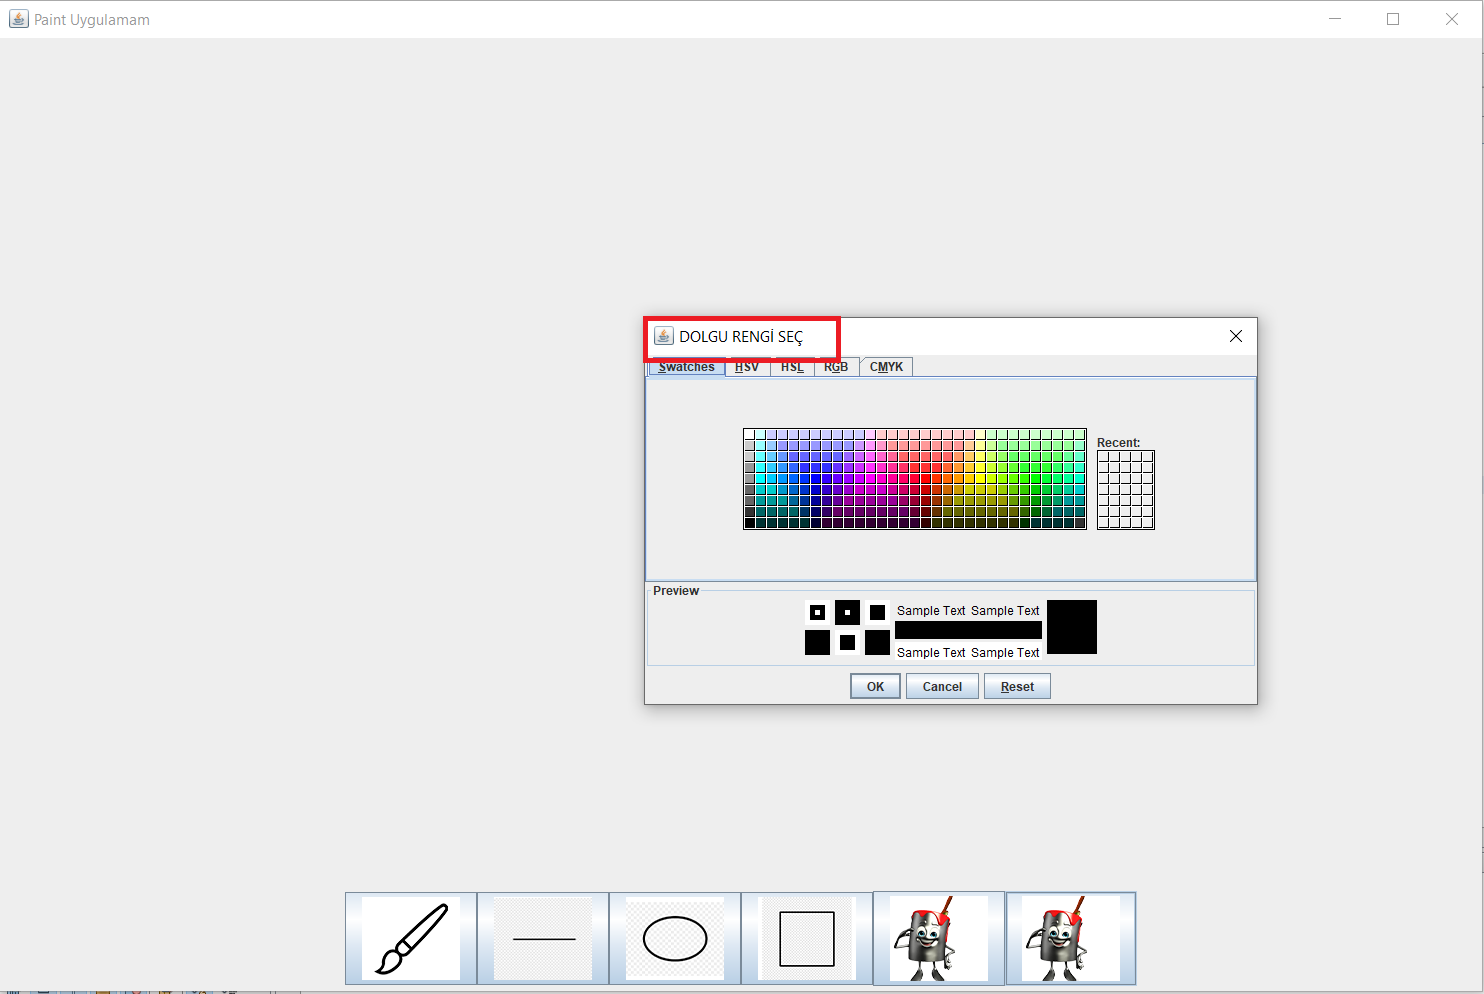 Paint Uygulamam
DOLGU RENGİ SEÇ
Swatches HSV HSL RGB CMYK
Recent:
Preview
Sample Text Sample Text
Sample Text Sample Text
OK Cancel Reset